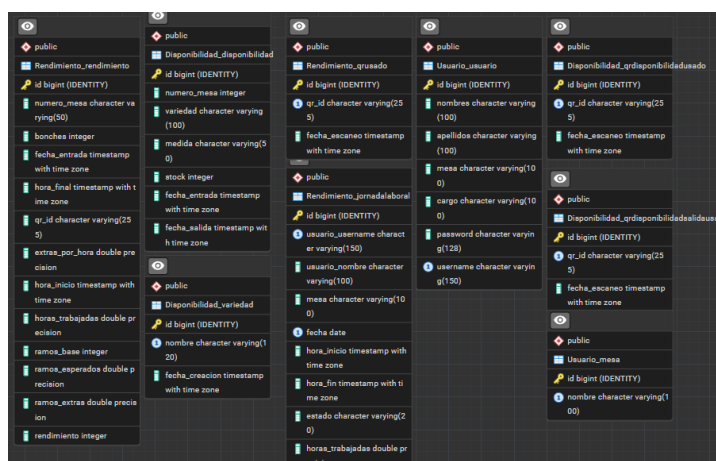 public
Rendimiento_rendimiento
id bigint (IDENTITY)
numero_mesa character va
rying(50)
bonches integer
fecha_entrada timestamp
with time zone
hora_final timestamp with t
ime zone
qr_id character varying(25
5)
extras_por_hora double pre
cision
hora_inicio timestamp with
time zone
horas_trabajadas double pr
ecision
ramos_base integer
ramos_esperados double p
recision
ramos_extras double precis
ion
rendimiento integer
public
Disponibilidad_disponibilidad
id bigint (IDENTITY)
numero_mesa integer
variedad character varying
(100)
medida character varying(5
0)
stock integer
fecha_entrada timestamp
with time zone
fecha_salida timestamp wit
h time zone
public
Disponibilidad_variedad
id bigint (IDENTITY)
nombre character varying(1
20)
fecha_creacion timestamp
with time zone
public
Rendimiento_qrusado
id bigint (IDENTITY)
qr_id character varying(25
5)
fecha_escaneo timestamp
with time zone
public
Rendimiento_jornadalaboral
id bigint (IDENTITY)
usuario_username charact
er varying(150)
usuario_nombre character
varying(100)
mesa character varying(10
0)
fecha date
hora_inicio timestamp with
time zone
hora_fin timestamp with ti
me zone
estado character varying(2
0)
horas_trabajadas double pr
public
Usuario_usuario
id bigint (IDENTITY)
nombres character varying
(100)
apellidos character varying
(100)
mesa character varying(10
0)
cargo character varying(10
0)
password character varyin
g(128)
username character varyin
g(150)
public
Disponibilidad_qrdisponibilidadusado
id bigint (IDENTITY)
qr_id character varying(25
5)
fecha_escaneo timestamp
with time zone
public
Disponibilidad_qrdisponibilidadsalidausa
id bigint (IDENTITY)
qr_id character varying(25
5)
fecha_escaneo timestamp
with time zone
public
Usuario_mesa
id bigint (IDENTITY)
nombre character varying(1
00)